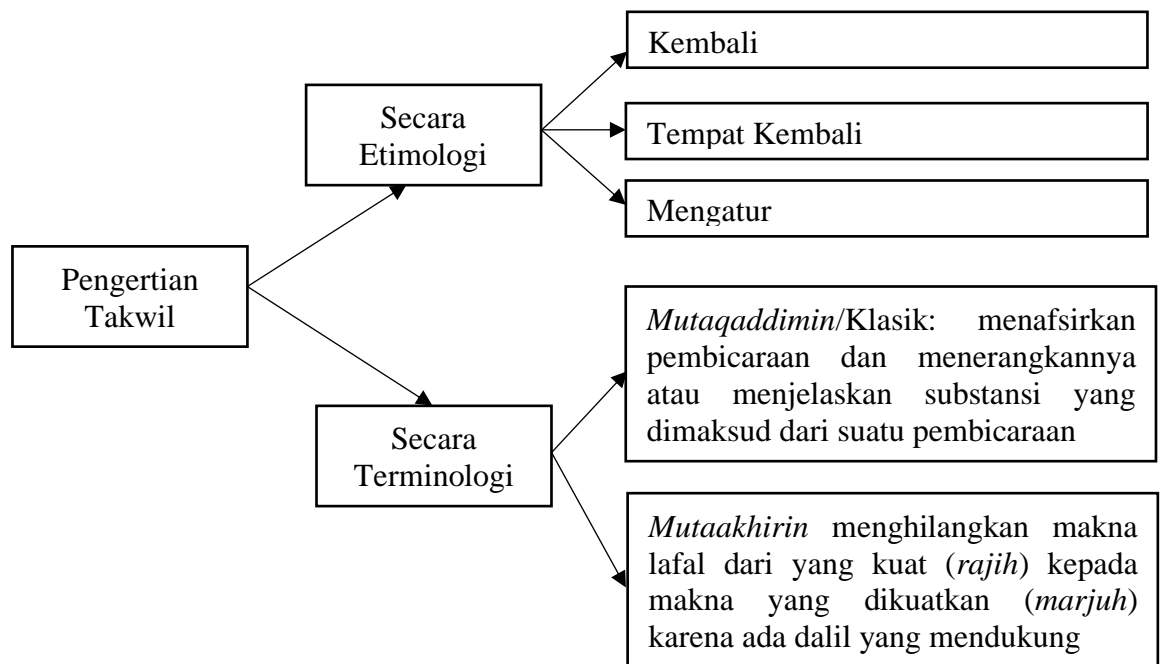 Pengertian
Takwil
Secara
Etimologi
Kembali
Tempat Kembali
Mengatur
Secara
Terminologi
Mutaqaddimin/Klasik: menafsirkan
pembicaraan dan menerangkannya
atau menjelaskan substansi yang
dimaksud dari suatu pembicaraan
Mutaakhirin menghilangkan makna
lafal dari yang kuat (rajih) kepada
makna yang dikuatkan (marjuh)
karena ada dalil yang mendukung